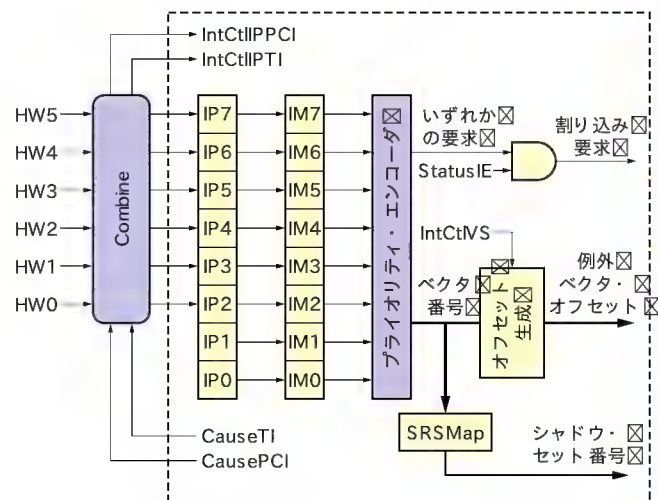 IntCtlIPPCI
IntCtlIPTI
HW5
HW4
HW3
HW2
HW1
HW0
Combine
IP7
IP6
IP5
IP4
IP3
IP2
IP1
IP0
IM7
IM6
IM5
IM4
IM3
IM2
IM1
IM0
プライオリティ・エンコーダ
いずれか
の要求
StatusIE
割り込み
要求
IntCtlVS
ベクタ
番号
オフセット
生成
例外
ベクタ・
オフセット
SRSMap
シャドウ・
セット番号
CauseTI
CausePCI